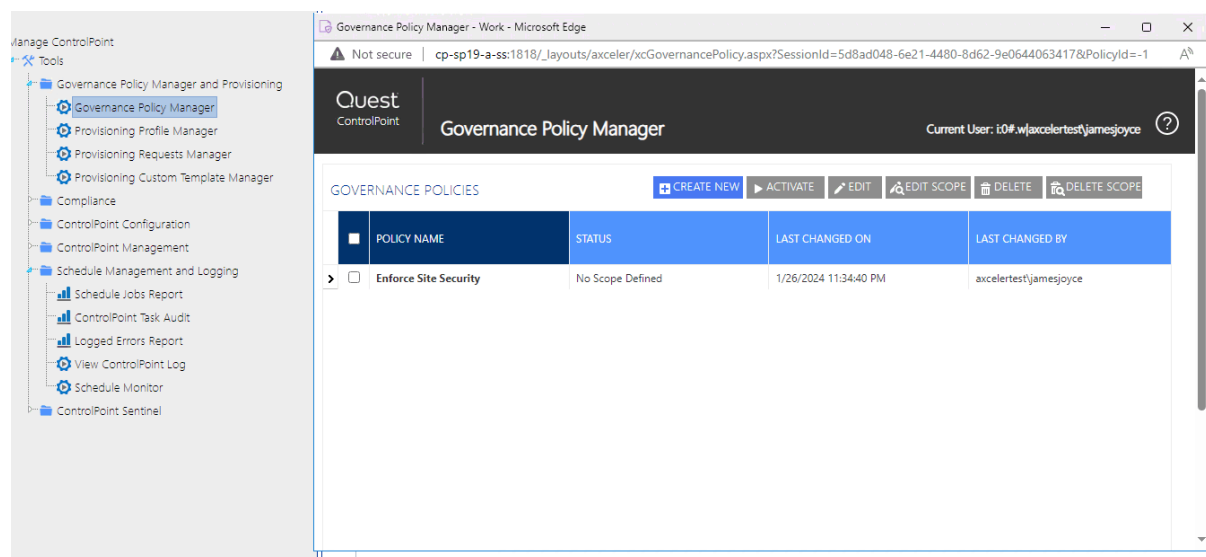 Manage ControlPoint
Tools
Governance Policy Manager and Provisioning
Governance Policy Manager
Provisioning Profile Manager
Provisioning Requests Manager
Provisioning Custom Template Manager
Compliance
ControlPoint Configuration
ControlPoint Management
Schedule Management and Logging
Schedule Jobs Report
ControlPoint Task Audit
Logged Errors Report
View ControlPoint Log
Schedule Monitor
ControlPoint Sentinel
Governance Policy Manager - Work - Microsoft Edge
Not secure | cp-sp19-a-ss:1818/_layouts/axceler/xcGovernancePolicy.aspx?SessionId=5d8ad048-6e21-4480-8d62-9e0644063417&PolicyId=-1
Quest
ControlPoint
Governance Policy Manager
Current User: i:0#.w|axcelertest\jamesjoyce
GOVERNANCE POLICIES
CREATE NEW ACTIVATE EDIT EDIT SCOPE DELETE DELETE SCOPE
POLICY NAME STATUS LAST CHANGED ON LAST CHANGED BY
Enforce Site Security No Scope Defined 1/26/2024 11:34:40 PM axcelertest\jamesjoyce